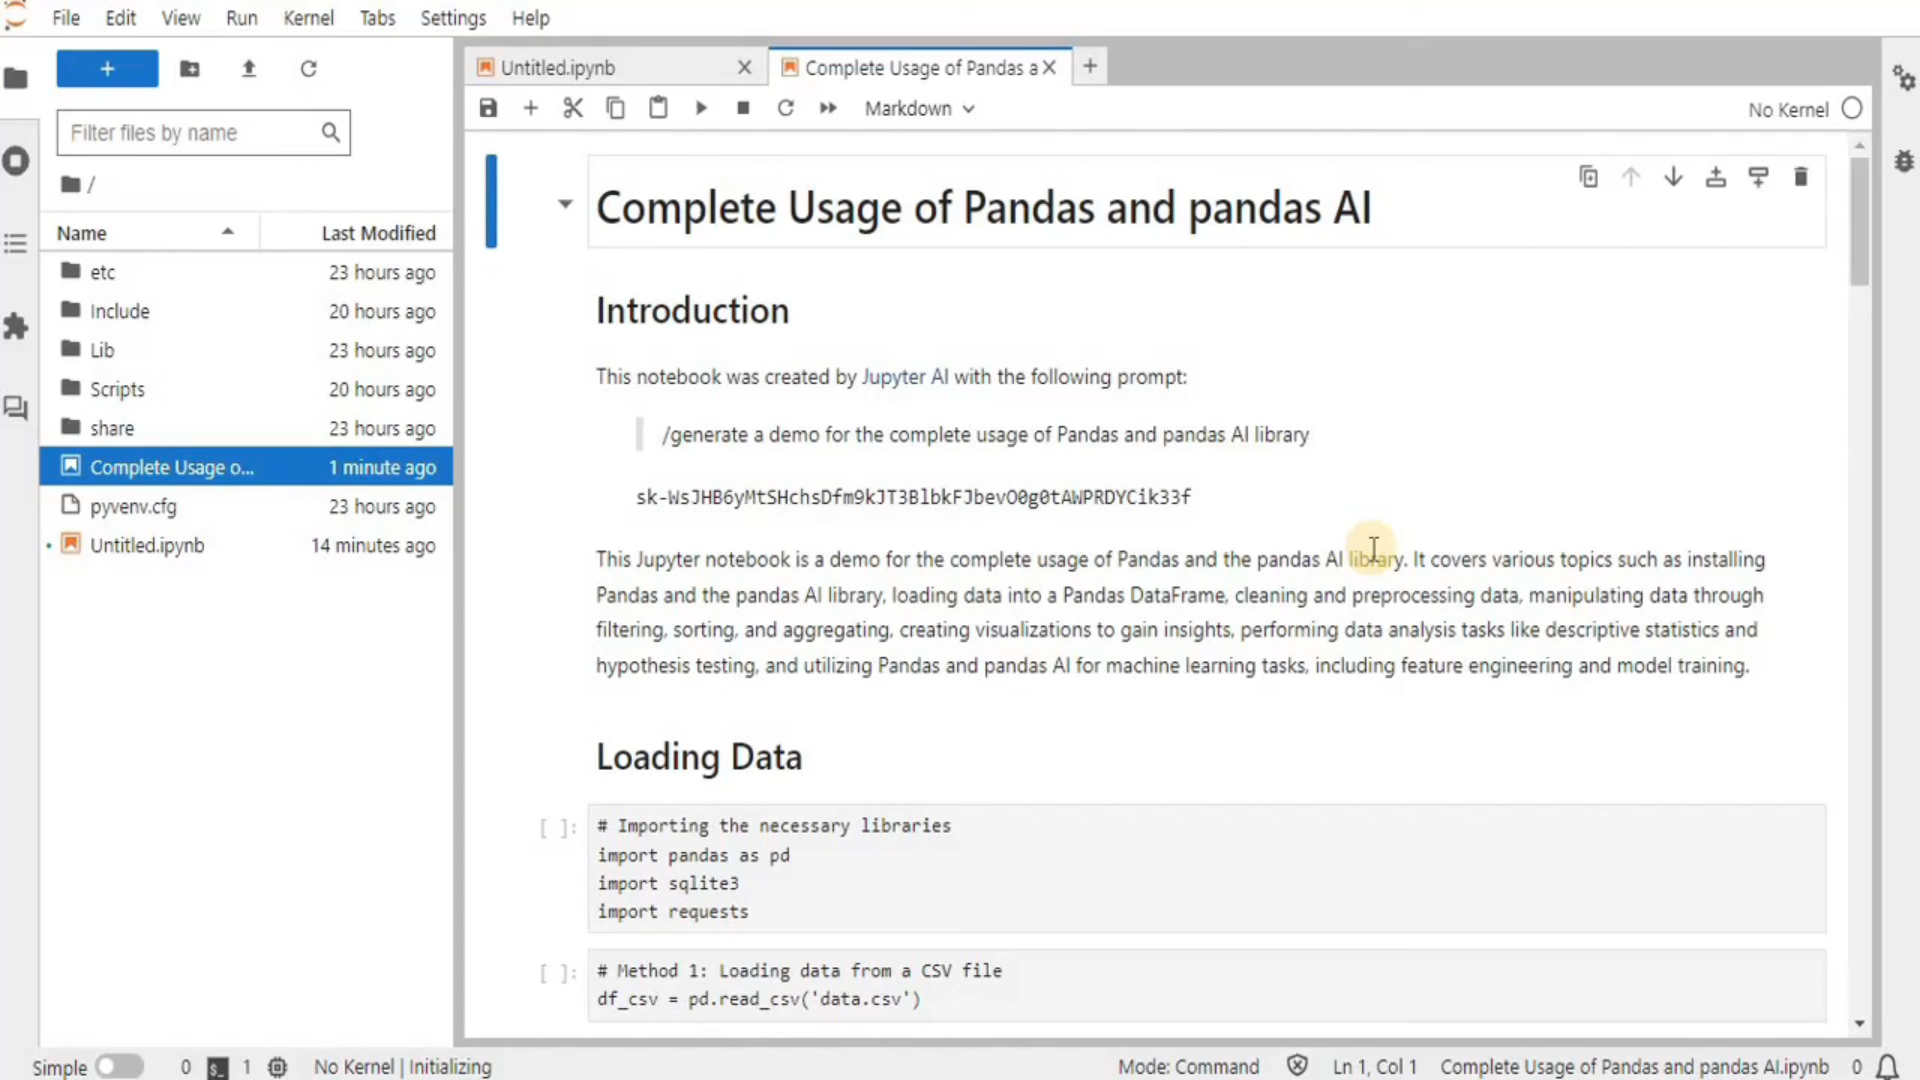 File Edit View Run Kernel Tabs Settings Help
+
Untitled.ipynb
Complete Usage of Pandas a
Markdown
No Kernel
Filter files by name
/
Name Last Modified
etc 23 hours ago
Include 20 hours ago
Lib 23 hours ago
Scripts 20 hours ago
share 23 hours ago
Complete Usage o... 1 minute ago
pyvenv.cfg 23 hours ago
Untitled.ipynb 14 minutes ago
Complete Usage of Pandas and pandas AI
Introduction
This notebook was created by Jupyter AI with the following prompt:
/generate a demo for the complete usage of Pandas and pandas AI library
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
This Jupyter notebook is a demo for the complete usage of Pandas and the pandas AI library. It covers various topics such as installing
Pandas and the pandas AI library, loading data into a Pandas DataFrame, cleaning and preprocessing data, manipulating data through
filtering, sorting, and aggregating, creating visualizations to gain insights, performing data analysis tasks like descriptive statistics and
hypothesis testing, and utilizing Pandas and pandas AI for machine learning tasks, including feature engineering and model training.
Loading Data
[ ]: # Importing the necessary libraries
import pandas as pd
import sqlite3
import requests
[ ]: # Method 1: Loading data from a CSV file
df_csv = pd.read_csv('data.csv')
Simple 0 1 No Kernel | Initializing Mode: Command Ln 1, Col 1 Complete Usage of Pandas and pandas AI.ipynb 0